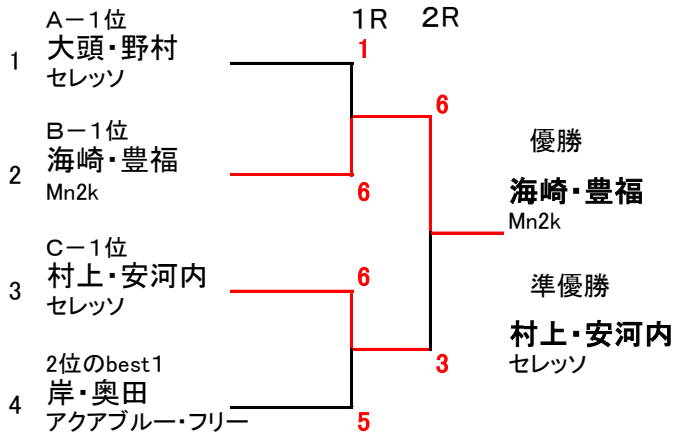 1R 2R
A－1位
1 大頭・野村
セレッソ
1
6
B－1位
2 海崎・豊福
Mn2k
6
優勝
海崎・豊福
Mn2k
C－1位
3 村上・安河内
セレッソ
6
準優勝
村上・安河内
セレッソ
3
2位のbest1
4 岸・奥田
アクアブルー・フリー
5